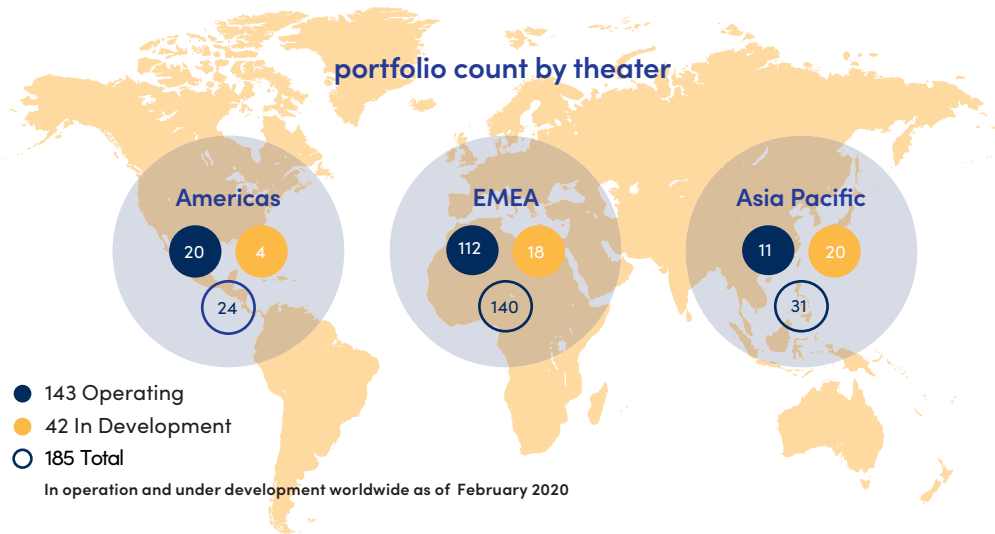 portfolio count by theater
Americas
20
4
24
EMEA
112
18
140
Asia Pacific
11
20
31
143 Operating
42 In Development
185 Total
In operation and under development worldwide as of February 2020